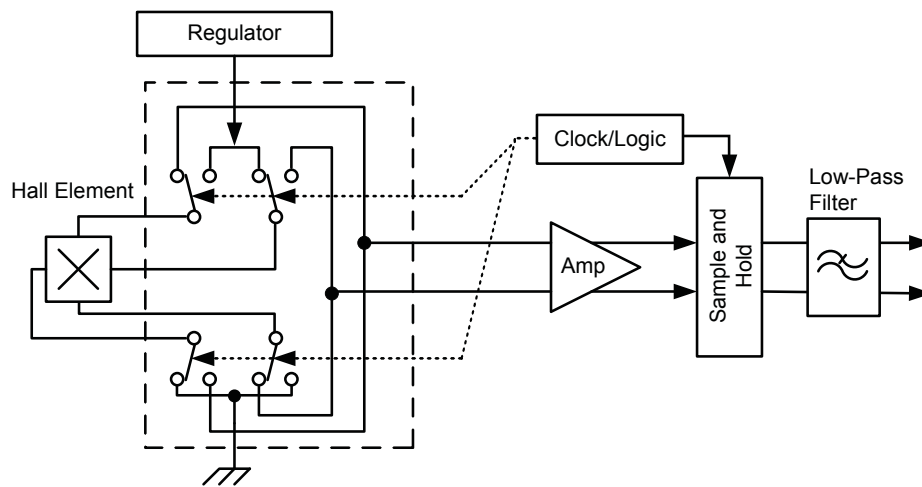 Regulator
Clock/Logic
Hall Element
Low-Pass
Filter
Amp
Sample and
Hold